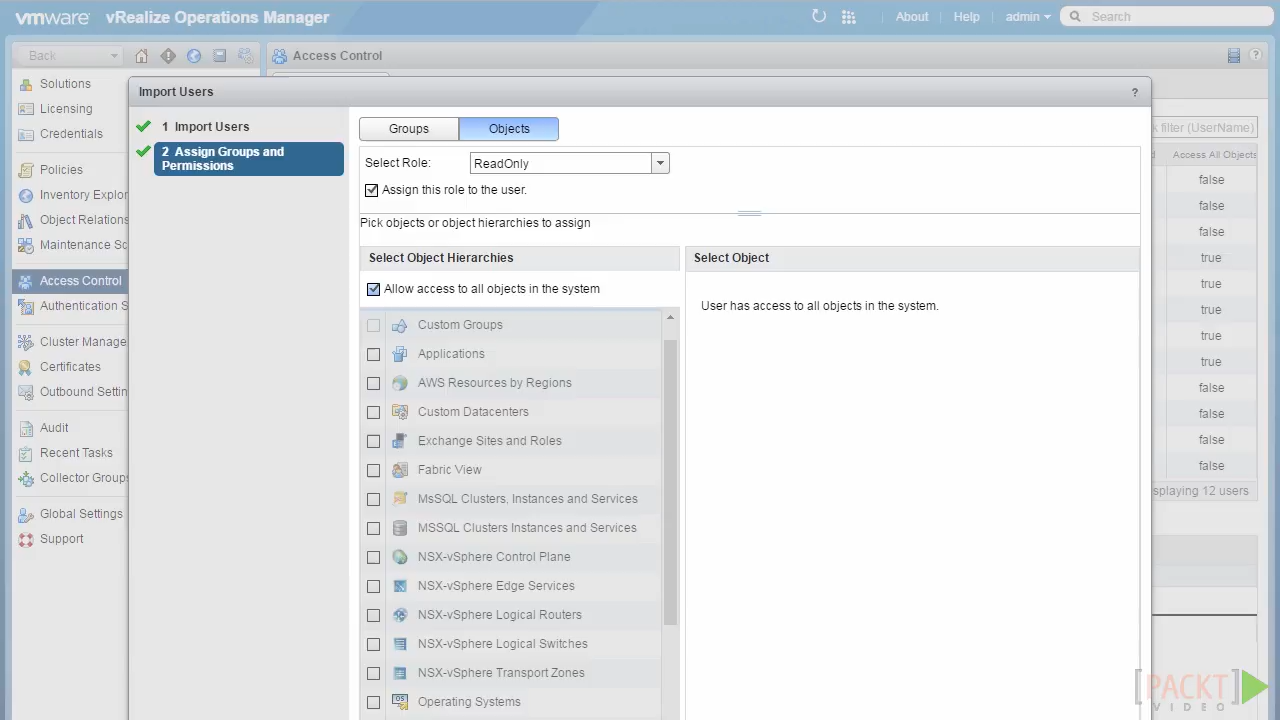 vmware vRealize Operations Manager
About
Help
admin
Search
Back
Access Control
Solutions
Licensing
Credentials
Policies
Inventory Explor
Object Relations
Maintenance Sc
Access Control
Authentication S
Cluster Manage
Certificates
Outbound Settin
Audit
Recent Tasks
Collector Groups
Global Settings
Support
Import Users
?
1 Import Users
2 Assign Groups and
Permissions
Groups
Objects
Select Role:
ReadOnly
Assign this role to the user.
Pick objects or object hierarchies to assign
Select Object Hierarchies
Allow access to all objects in the system
Custom Groups
Applications
AWS Resources by Regions
Custom Datacenters
Exchange Sites and Roles
Fabric View
MsSQL Clusters, Instances and Services
MSSQL Clusters Instances and Services
NSX-vSphere Control Plane
NSX-vSphere Edge Services
NSX-vSphere Logical Routers
NSX-vSphere Logical Switches
NSX-vSphere Transport Zones
Operating Systems
Select Object
User has access to all objects in the system.
k filter (UserName)
d
Access All Objects
false
false
false
true
true
true
true
true
false
false
false
false
splaying 12 users
[PACKT]
VIDEO